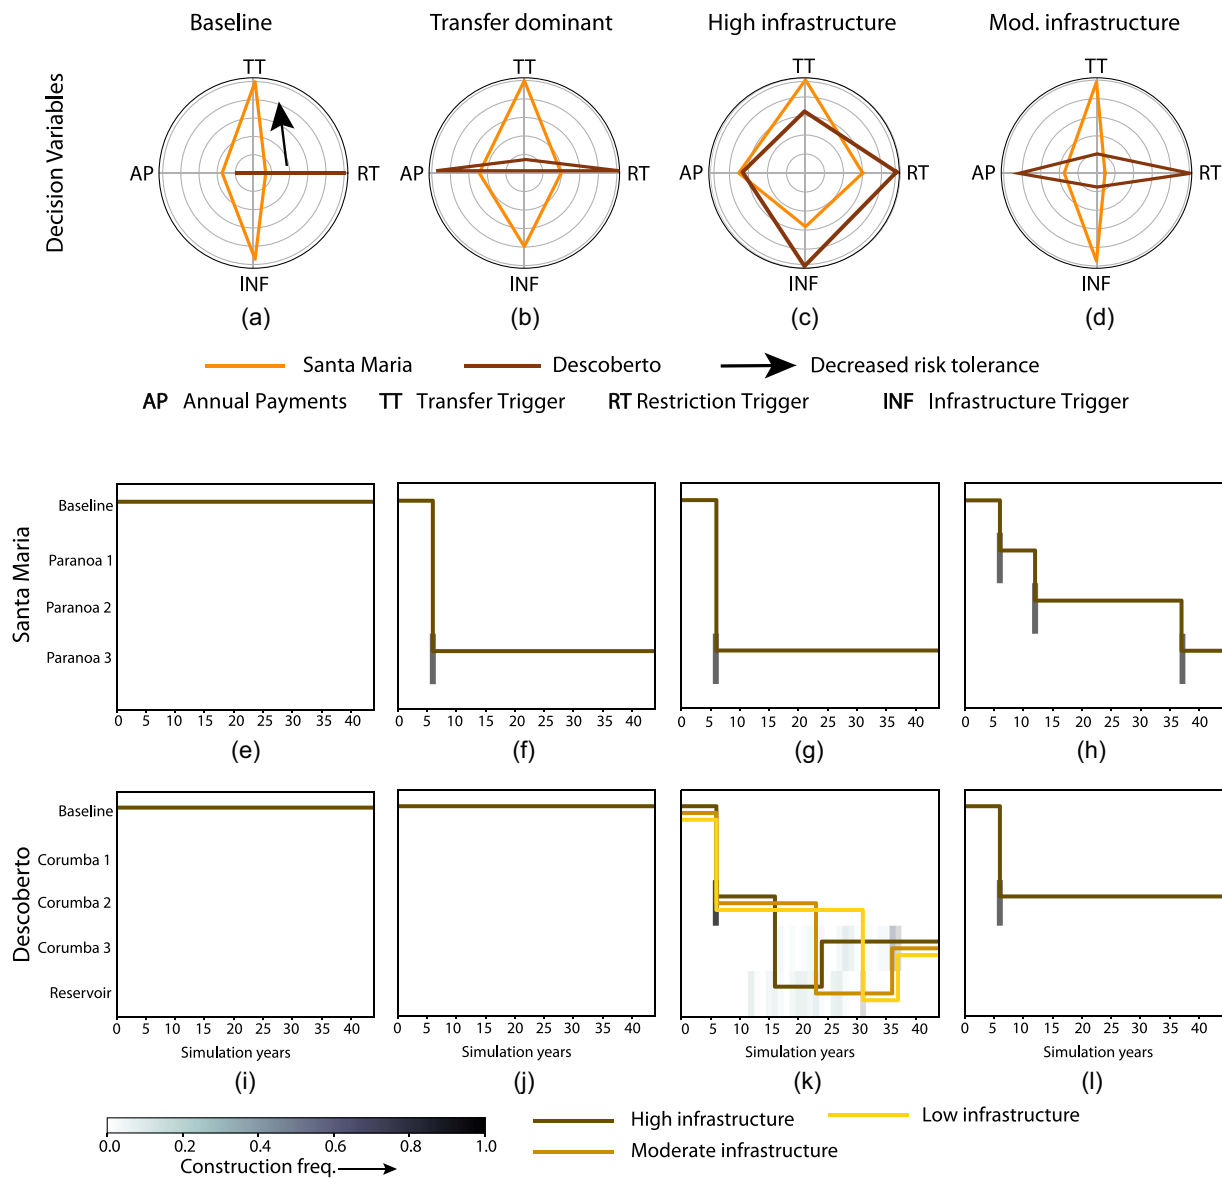 Baseline Transfer dominant High infrastructure Mod. infrastructure
Decision Variables
TT TT TT TT
AP RT AP RT AP RT AP RT
INF INF INF INF
(a) (b) (c) (d)
Santa Maria Descoberto Decreased risk tolerance
AP Annual Payments TT Transfer Trigger RT Restriction Trigger INF Infrastructure Trigger
Santa Maria
Baseline
Paranoa 1
Paranoa 2
Paranoa 3
0 5 10 15 20 25 30 35 40 0 5 10 15 20 25 30 35 40 0 5 10 15 20 25 30 35 40 0 5 10 15 20 25 30 35 40
(e) (f) (g) (h)
Descoberto
Baseline
Corumba 1
Corumba 2
Corumba 3
Reservoir
0 5 10 15 20 25 30 35 40 0 5 10 15 20 25 30 35 40 0 5 10 15 20 25 30 35 40 0 5 10 15 20 25 30 35 40
Simulation years Simulation years Simulation years Simulation years
(i) (j) (k) (l)
0.0 0.2 0.4 0.6 0.8 1.0
Construction freq.
High infrastructure Low infrastructure
Moderate infrastructure